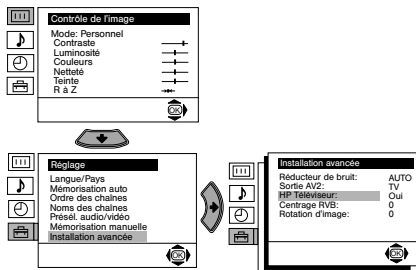 Contrôle de l'image
Mode: Personnel
Contraste
Luminosité
Couleurs
Netteté
Teinte
R à Z
OK
Réglage
Langue/Pays
Mémorisation auto
Ordre des chaînes
Noms des chaînes
Présél. audio/vidéo
Mémorisation manuelle
Installation avancée
OK
Installation avancée
Réducteur de bruit: AUTO
Sortie AV2: TV
HP Téléviseur: Oui
Centrage RVB: 0
Rotation d'image: 0
OK